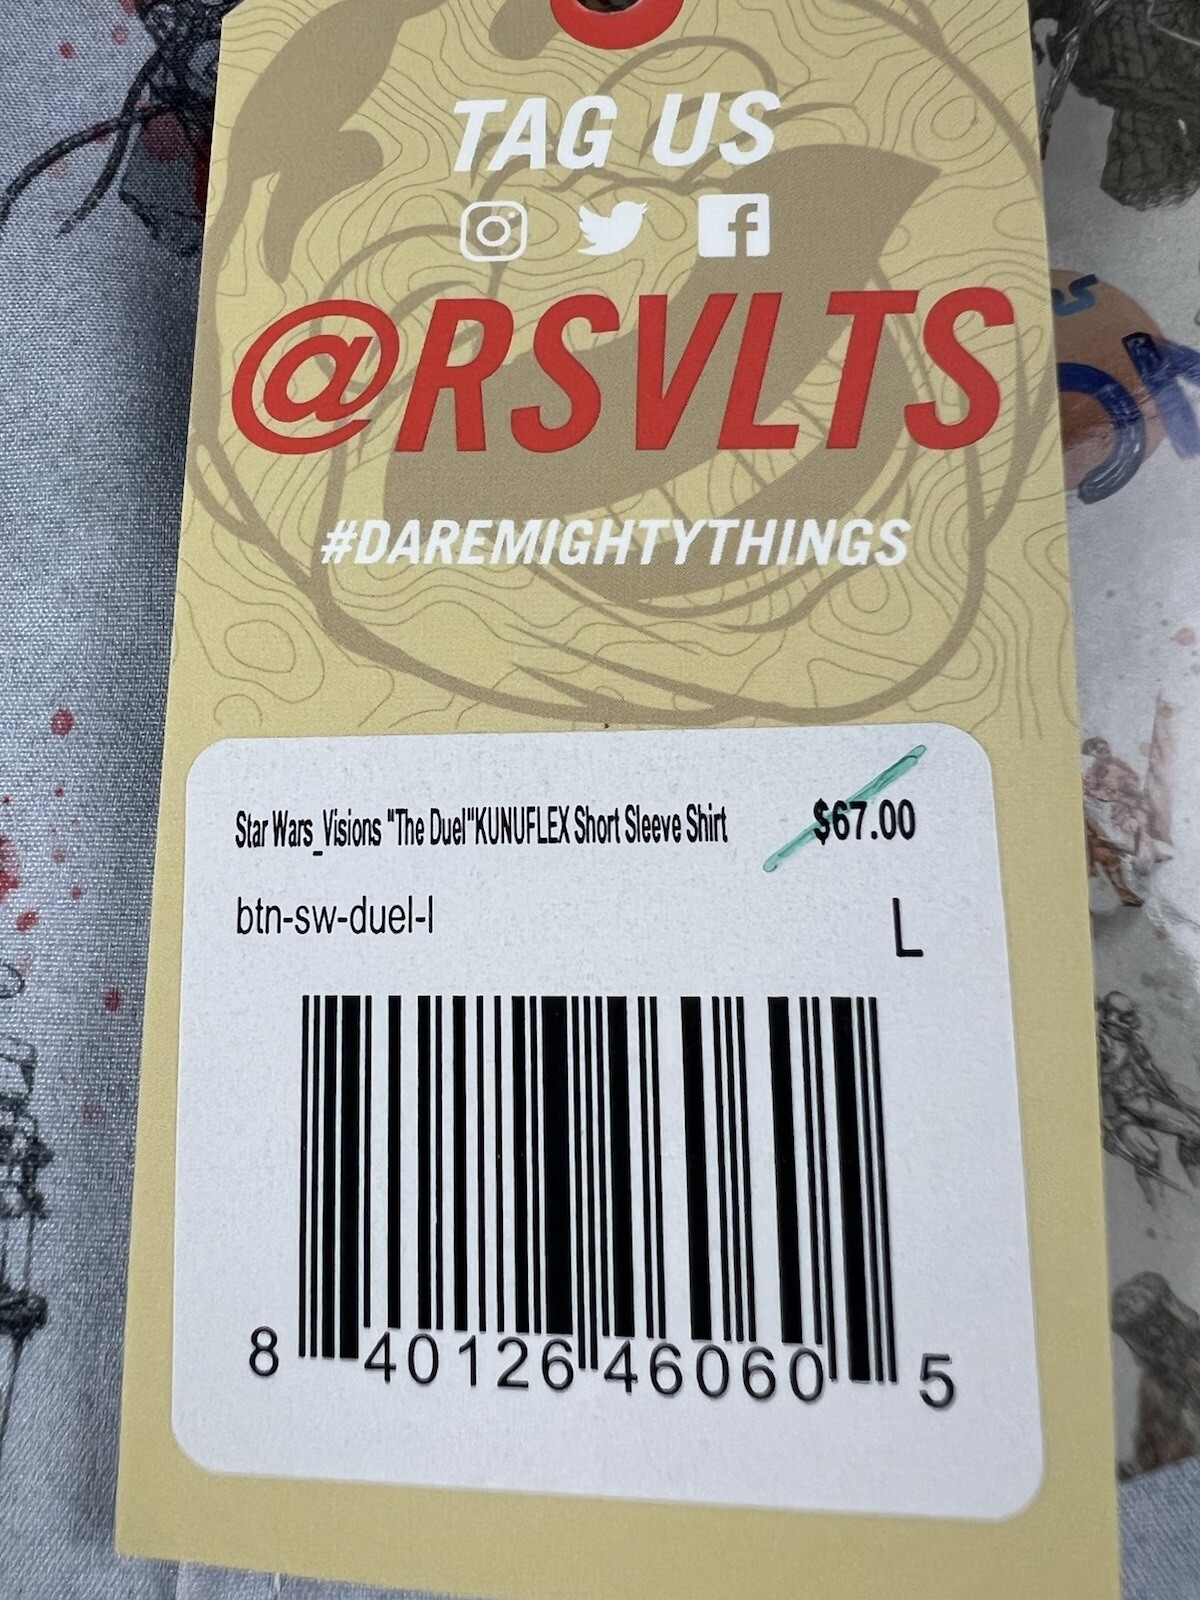 TAG US
@RSVLTS
#DAREMIGHTYTHINGS
Star Wars_Visions "The Duel"KUNUFLEX Short Sleeve Shirt $67.00
btn-sw-duel-l L
8 40126 46060 5